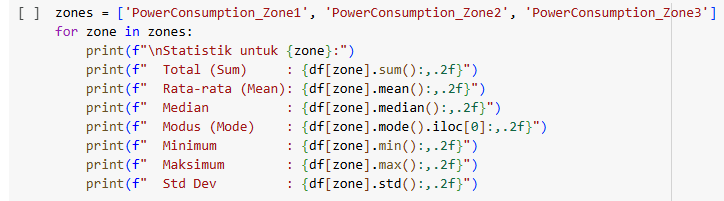 [ ] zones = ['PowerConsumption_Zone1', 'PowerConsumption_Zone2', 'PowerConsumption_Zone3']
for zone in zones:
    print(f"\nStatistik untuk {zone}:")
    print(f"  Total (Sum)     : {df[zone].sum():,.2f}")
    print(f"  Rata-rata (Mean): {df[zone].mean():,.2f}")
    print(f"  Median          : {df[zone].median():,.2f}")
    print(f"  Modus (Mode)    : {df[zone].mode().iloc[0]:,.2f}")
    print(f"  Minimum         : {df[zone].min():,.2f}")
    print(f"  Maksimum        : {df[zone].max():,.2f}")
    print(f"  Std Dev         : {df[zone].std():,.2f}")